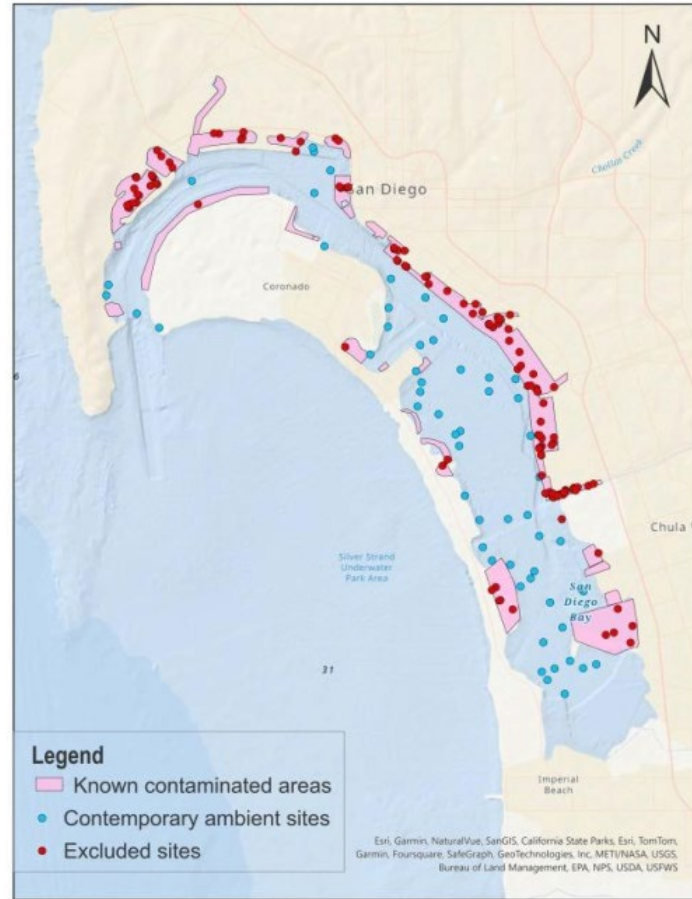 N
Chollas Creek
San Diego
Coronado
6
Chula V
Silver Strand
Underwater
Park Area
San
Diego
Bay
31
Imperial
Beach
Legend
Known contaminated areas
Contemporary ambient sites
Excluded sites
Esri, Garmin, NaturalVue, SanGIS, California State Parks, Esri, TomTom,
Garmin, Foursquare, SafeGraph, GeoTechnologies, Inc, METI/NASA, USGS,
Bureau of Land Management, EPA, NPS, USDA, USFWS